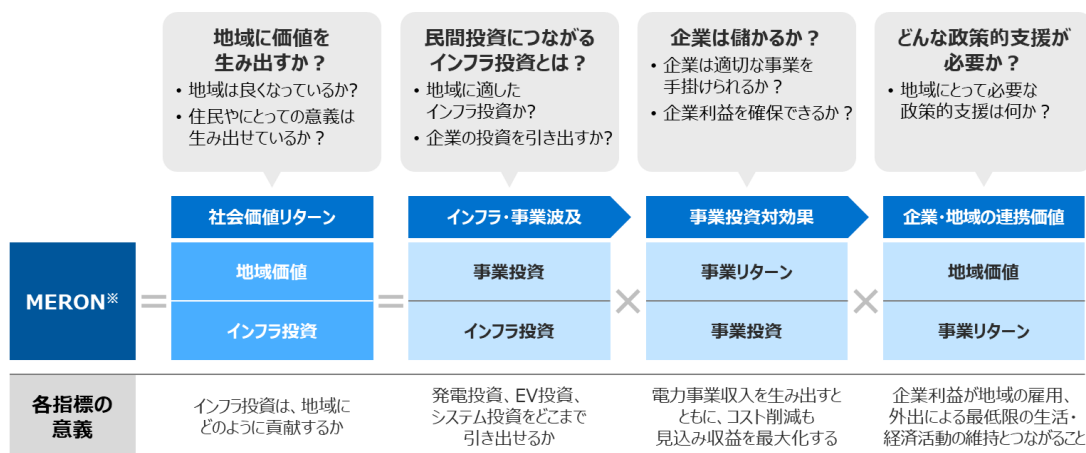 地域に価値を
生み出すか？
• 地域は良くなっているか?
• 住民やにとっての意義は
生み出せているか？
民間投資につながる
インフラ投資とは？
• 地域に適した
インフラ投資か?
• 企業の投資を引き出すか?
企業は儲かるか？
• 企業は適切な事業を
手掛けられるか？
• 企業利益を確保できるか？
どんな政策的支援が
必要か？
• 地域にとって必要な
政策的支援は何か？
社会価値リターン
インフラ・事業波及
事業投資対効果
企業・地域の連携価値
MERON※
=
地域価値
インフラ投資
=
事業投資
インフラ投資
×
事業リターン
事業投資
×
地域価値
事業リターン
各指標の
意義
インフラ投資は、地域に
どのように貢献するか
発電投資、EV投資、
システム投資をどこまで
引き出せるか
電力事業収入を生み出すと
ともに、コスト削減も
見込み収益を最大化する
企業利益が地域の雇用、
外出による最低限の生活・
経済活動の維持とつながること